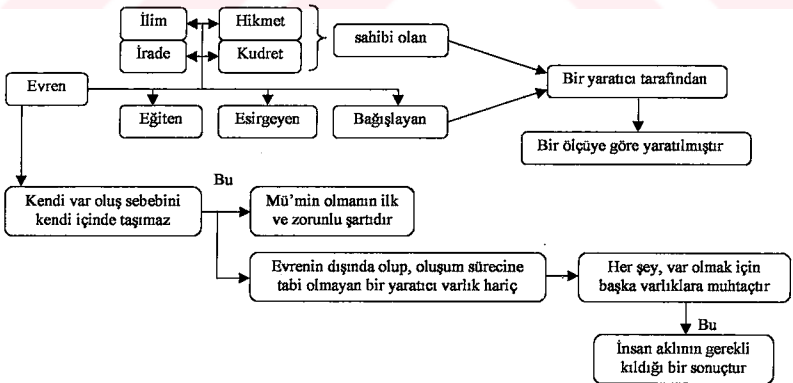 İlim
Hikmet
İrade
Kudret
sahibi olan
Evren
Eğiten
Esirgeyen
Bağışlayan
Bir yaratıcı tarafından
Bir ölçüye göre yaratılmıştır
Kendi var oluş sebebini
kendi içinde taşımaz
Bu
Mü'min olmanın ilk
ve zorunlu şartıdır
Evrenin dışında olup, oluşum sürecine
tabi olmayan bir yaratıcı varlık hariç
Her şey, var olmak için
başka varlıklara muhtaçtır
Bu
İnsan aklının gerekli
kıldığı bir sonuçtur